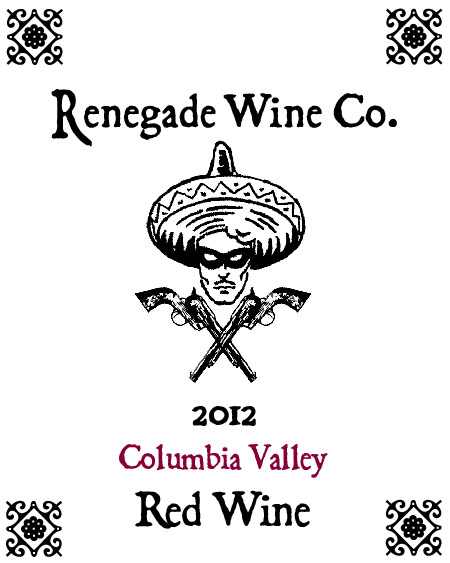 Renegade Wine Co.
2012
Columbia Valley
Red Wine